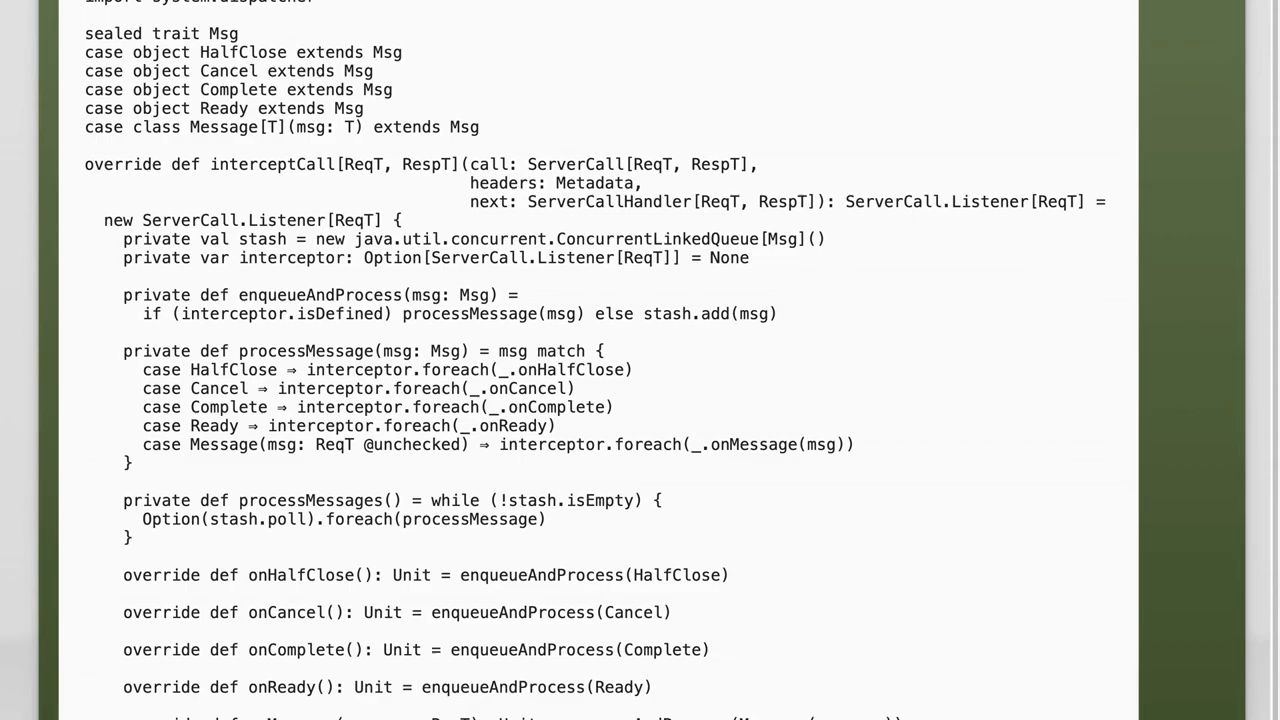 import system.dispatcher
sealed trait Msg
case object HalfClose extends Msg
case object Cancel extends Msg
case object Complete extends Msg
case object Ready extends Msg
case class Message[T](msg: T) extends Msg
override def interceptCall[ReqT, RespT](call: ServerCall[ReqT, RespT],
headers: Metadata,
next: ServerCallHandler[ReqT, RespT]): ServerCall.Listener[ReqT] =
new ServerCall.Listener[ReqT] {
private val stash = new java.util.concurrent.ConcurrentLinkedQueue[Msg]()
private var interceptor: Option[ServerCall.Listener[ReqT]] = None
private def enqueueAndProcess(msg: Msg) =
if (interceptor.isDefined) processMessage(msg) else stash.add(msg)
private def processMessage(msg: Msg) = msg match {
case HalfClose ⇒ interceptor.foreach(_.onHalfClose)
case Cancel ⇒ interceptor.foreach(_.onCancel)
case Complete ⇒ interceptor.foreach(_.onComplete)
case Ready ⇒ interceptor.foreach(_.onReady)
case Message(msg: ReqT @unchecked) ⇒ interceptor.foreach(_.onMessage(msg))
}
private def processMessages() = while (!stash.isEmpty) {
Option(stash.poll).foreach(processMessage)
}
override def onHalfClose(): Unit = enqueueAndProcess(HalfClose)
override def onCancel(): Unit = enqueueAndProcess(Cancel)
override def onComplete(): Unit = enqueueAndProcess(Complete)
override def onReady(): Unit = enqueueAndProcess(Ready)